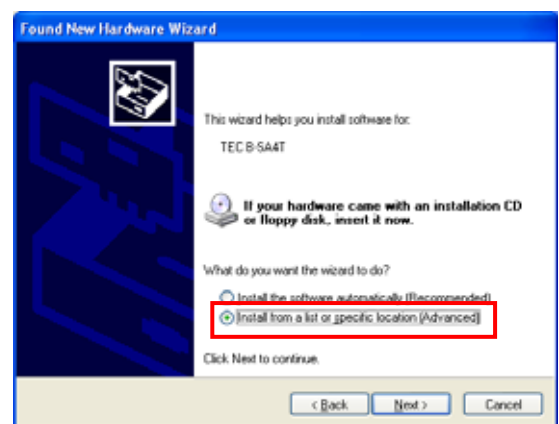 Found New Hardware Wizard
This wizard helps you install software for:
TEC B-SA4T
If your hardware came with an installation CD
or floppy disk, insert it now.
What do you want the wizard to do?
Install the software automatically (Recommended)
Install from a list or specific location (Advanced)
Click Next to continue.
< Back Next > Cancel